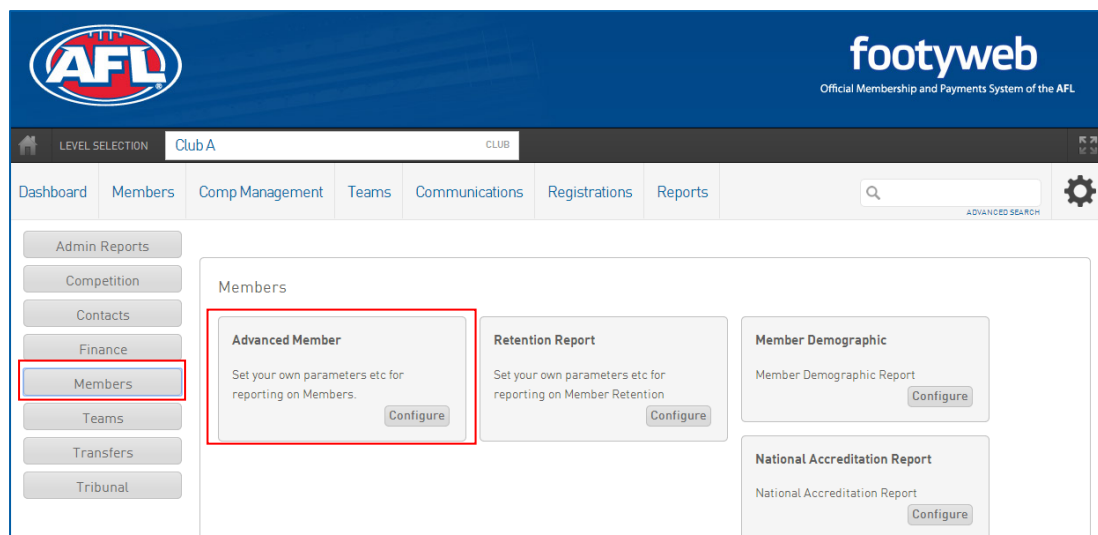 AFL
footyweb
Official Membership and Payments System of the AFL
LEVEL SELECTION Club A CLUB
Dashboard Members Comp Management Teams Communications Registrations Reports
ADVANCED SEARCH
Admin Reports
Competition
Contacts
Finance
Members
Teams
Transfers
Tribunal
Members
Advanced Member
Set your own parameters etc for
reporting on Members.
Configure
Retention Report
Set your own parameters etc for
reporting on Member Retention
Configure
Member Demographic
Member Demographic Report
Configure
National Accreditation Report
National Accreditation Report
Configure